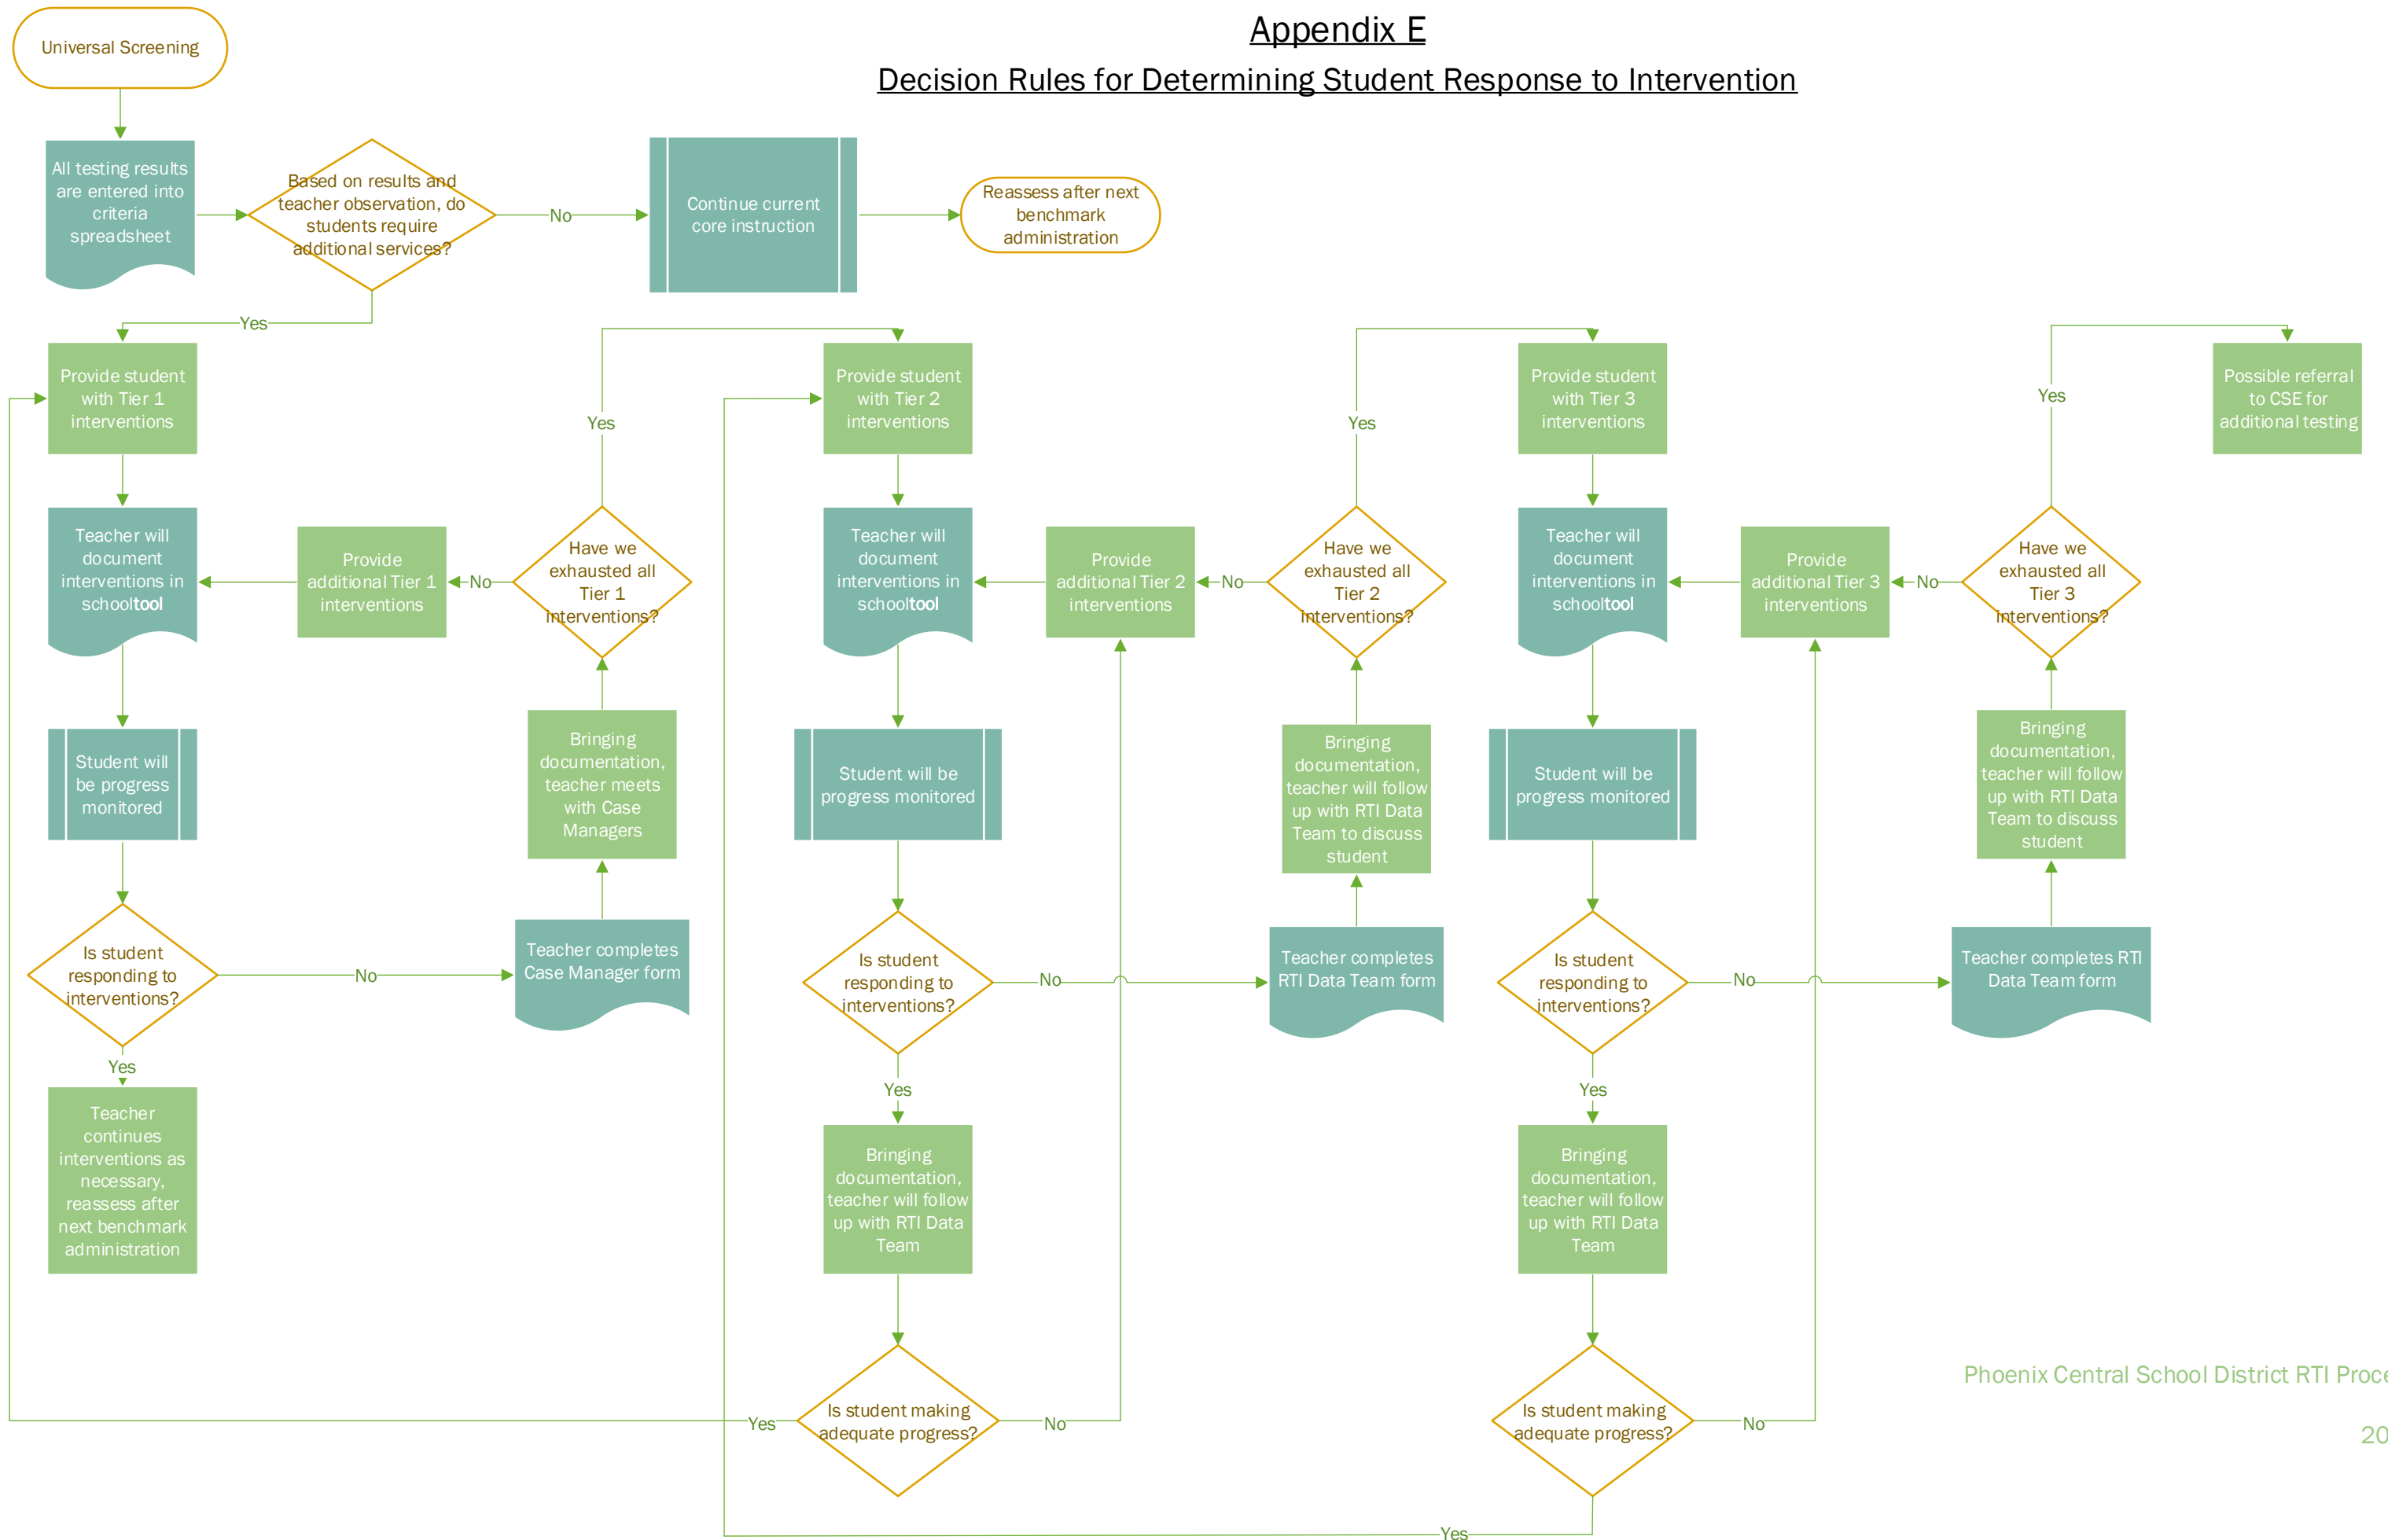 Appendix E
Decision Rules for Determining Student Response to Intervention
Universal Screening
All testing results
are entered into
criteria
spreadsheet
Based on results and
teacher observation, do
students require
additional services?
No
Continue current
core instruction
Reassess after next
benchmark
administration
Yes
Provide student
with Tier 1
interventions
Teacher will
document
interventions in
schooltool
Student will
be progress
monitored
Is student
responding to
interventions?
Yes
Teacher
continues
interventions as
necessary,
reassess after
next benchmark
administration
No
Teacher completes
Case Manager form
Bringing
documentation,
teacher meets
with Case
Managers
Have we
exhausted all
Tier 1
interventions?
No
Provide
additional Tier 1
interventions
Yes
Provide student
with Tier 2
interventions
Teacher will
document
interventions in
schooltool
Student will be
progress monitored
Is student
responding to
interventions?
Yes
Bringing
documentation,
teacher will follow
up with RTI Data
Team
Is student making
adequate progress?
Yes
No
No
Teacher completes
RTI Data Team form
Bringing
documentation,
teacher will follow
up with RTI Data
Team to discuss
student
Have we
exhausted all
Tier 2
interventions?
No
Provide
additional Tier 2
interventions
Yes
Provide student
with Tier 3
interventions
Teacher will
document
interventions in
schooltool
Student will be
progress monitored
Is student
responding to
interventions?
Yes
Bringing
documentation,
teacher will follow
up with RTI Data
Team
Is student making
adequate progress?
Yes
No
No
Teacher completes RTI
Data Team form
Bringing
documentation,
teacher will follow
up with RTI Data
Team to discuss
student
Have we
exhausted all
Tier 3
interventions?
No
Provide
additional Tier 3
interventions
Yes
Possible referral
to CSE for
additional testing
Phoenix Central School District RTI
20